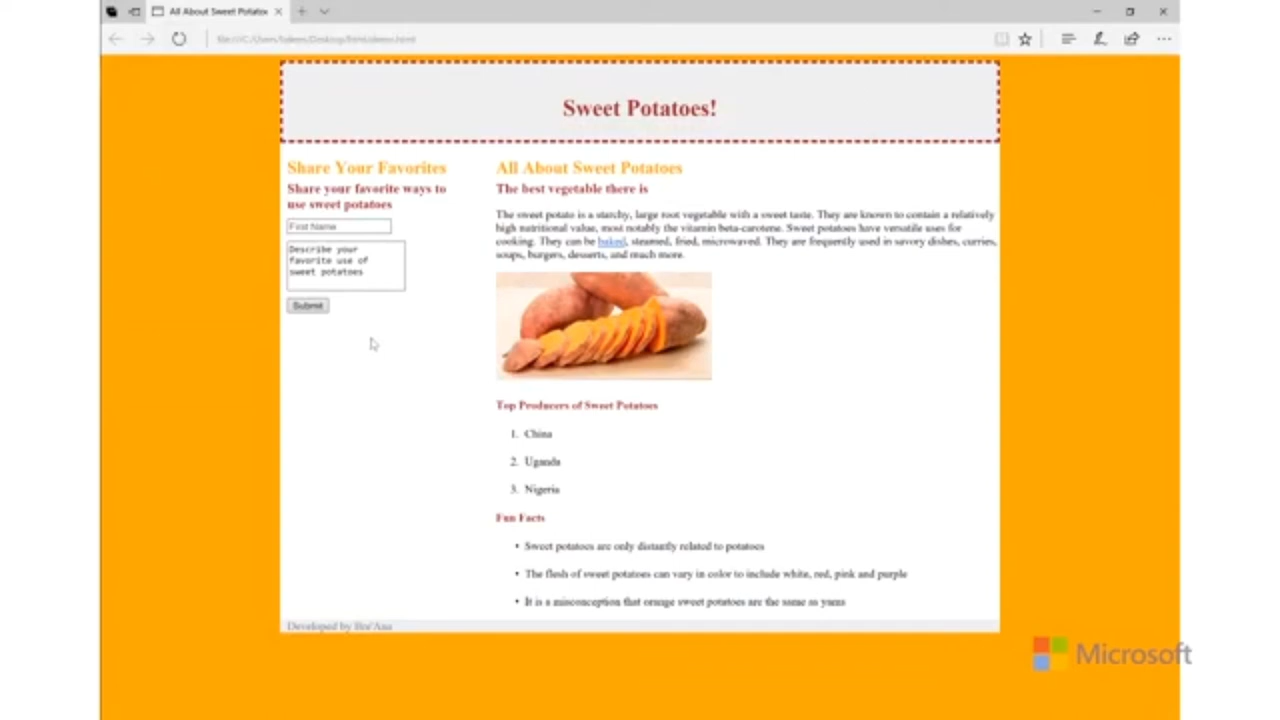 All About Sweet Potatoes
Sweet Potatoes!
Share Your Favorites
Share your favorite ways to
use sweet potatoes
First Name
Describe your
favorite use of
sweet potatoes
Submit
All About Sweet Potatoes
The best vegetable there is
The sweet potato is a starchy, large root vegetable with a sweet taste. They are known to contain a relatively
high nutritional value, most notably the vitamin beta-carotene. Sweet potatoes have versatile uses for
cooking. They can be baked, steamed, fried, microwaved. They are frequently used in savory dishes, curries,
soups, burgers, desserts, and much more.
Top Producers of Sweet Potatoes
1. China
2. Uganda
3. Nigeria
Fun Facts
• Sweet potatoes are only distantly related to potatoes
• The flesh of sweet potatoes can vary in color to include white, red, pink and purple
• It is a misconception that orange sweet potatoes are the same as yams
Developed by
Microsoft